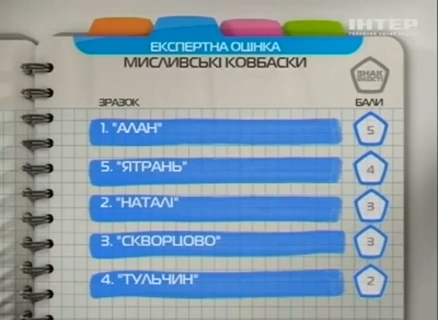 ІНТЕР
ЕКСПЕРТНА ОЦІНКА
МИСЛИВСЬКІ КОВБАСКИ
ЗНАК ЯКОСТІ
ЗРАЗОК БАЛИ
1. "АЛАН" 5
5. "ЯТРАНЬ" 4
2. "НАТАЛІ" 3
3. "СКВОРЦОВО" 3
4. "ТУЛЬЧИН" 2